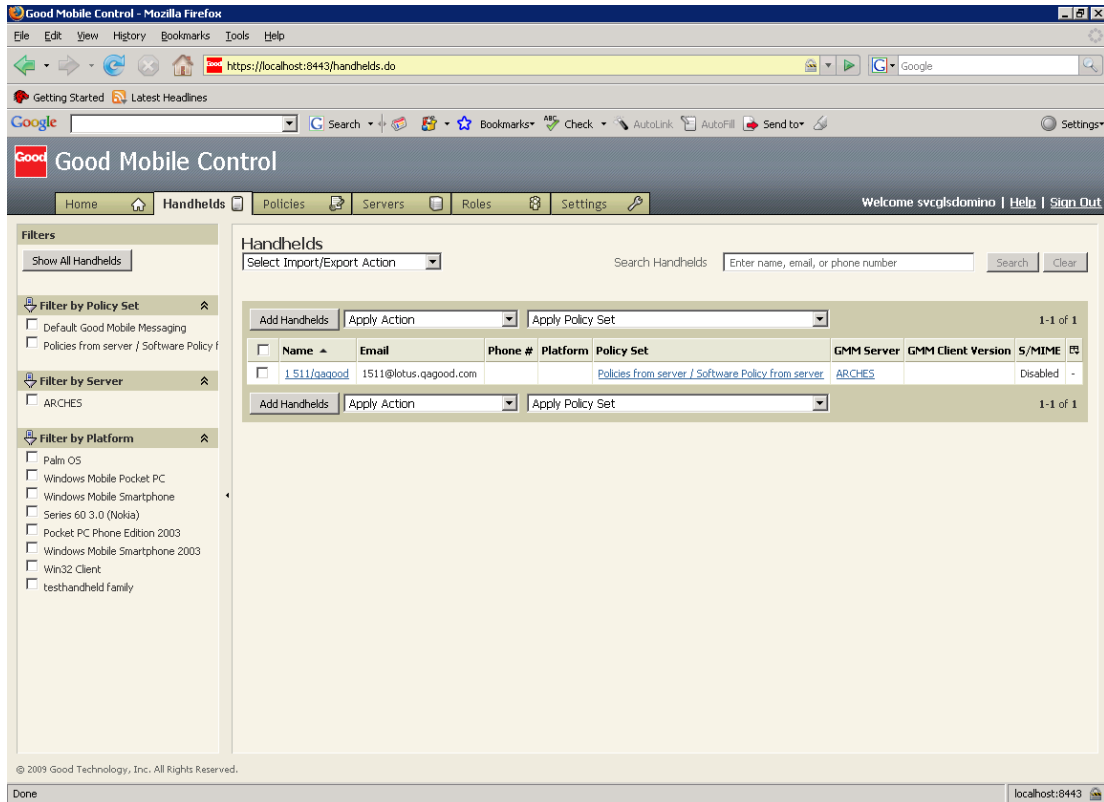 Good Mobile Control - Mozilla Firefox
File Edit View History Bookmarks Tools Help
Good https://localhost:8443/handhelds.do G Google
Getting Started Latest Headlines
Google G Search Bookmarks ABC Check AutoLink AutoFill Send to Settings
Good Good Mobile Control
Home Handhelds Policies Servers Roles Settings Welcome svcglsdomino | Help | Sign Out
Filters
Show All Handhelds
Filter by Policy Set
Default Good Mobile Messaging
Policies from server / Software Policy f
Filter by Server
ARCHES
Filter by Platform
Palm OS
Windows Mobile Pocket PC
Windows Mobile Smartphone
Series 60 3.0 (Nokia)
Pocket PC Phone Edition 2003
Windows Mobile Smartphone 2003
Win32 Client
testhandheld family
Handhelds
Select Import/Export Action Search Handhelds Enter name, email, or phone number Search Clear
Add Handhelds Apply Action Apply Policy Set 1-1 of 1
Name Email Phone # Platform Policy Set GMM Server GMM Client Version S/MIME
1 511/qagood 1511@lotus.qagood.com Policies from server / Software Policy from server ARCHES Disabled -
Add Handhelds Apply Action Apply Policy Set 1-1 of 1
© 2009 Good Technology, Inc. All Rights Reserved.
Done localhost:8443